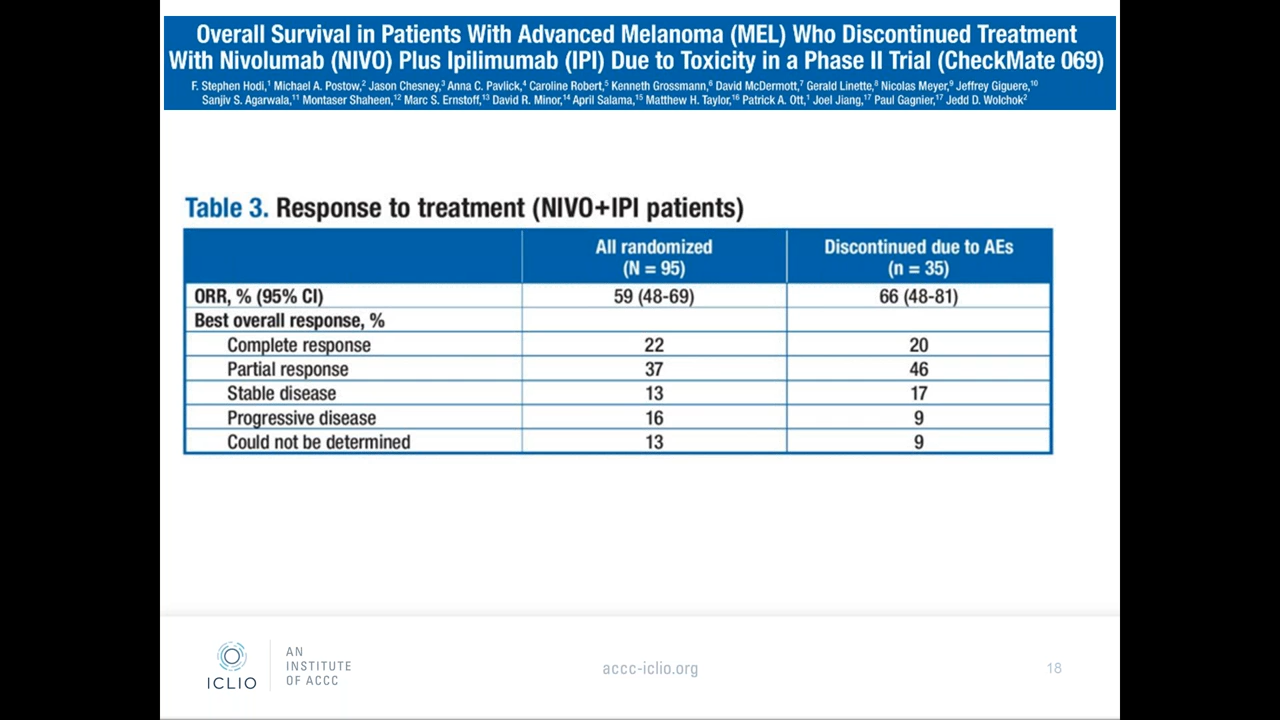 Overall Survival in Patients With Advanced Melanoma (MEL) Who Discontinued Treatment
With Nivolumab (NIVO) Plus Ipilimumab (IPI) Due to Toxicity in a Phase II Trial (CheckMate 069)
F. Stephen Hodi,¹ Michael A. Postow,² Jason Chesney,³ Anna C. Pavlick,⁴ Caroline Robert,⁵ Kenneth Grossmann,⁶ David McDermott,⁷ Gerald Linette,⁸ Nicolas Meyer,⁹ Jeffrey Giguere,¹⁰
Sanjiv S. Agarwala,¹¹ Montaser Shaheen,¹² Marc S. Ernstoff,¹³ David R. Minor,¹⁴ April Salama,¹⁵ Matthew H. Taylor,¹⁶ Patrick A. Ott,¹ Joel Jiang,¹⁷ Paul Gagnier,¹⁷ Jedd D. Wolchok²
Table 3. Response to treatment (NIVO+IPI patients)
All randomized Discontinued due to AEs
(N = 95) (n = 35)
ORR, % (95% CI) 59 (48-69) 66 (48-81)
Best overall response, %
Complete response 22 20
Partial response 37 46
Stable disease 13 17
Progressive disease 16 9
Could not be determined 13 9
ICLIO
AN
INSTITUTE
OF ACCC
accc-iclio.org
18